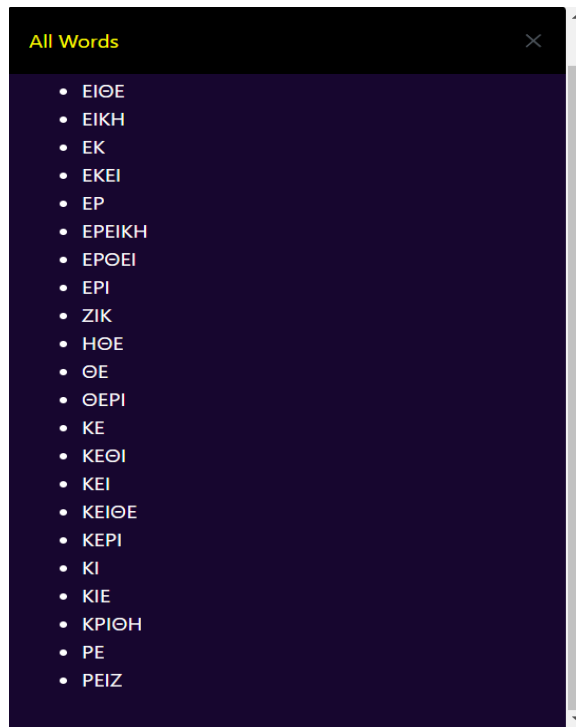 All Words
ΕΙΘΕ
ΕΙΚΗ
ΕΚ
ΕΚΕΙ
ΕΡ
ΕΡΕΙΚΗ
ΕΡΘΕΙ
ΕΡΙ
ΖΙΚ
ΗΘΕ
ΘΕ
ΘΕΡΙ
ΚΕ
ΚΕΘΙ
ΚΕΙ
ΚΕΙΘΕ
ΚΕΡΙ
ΚΙ
ΚΙΕ
ΚΡΙΘΗ
ΡΕ
ΡΕΙΖ